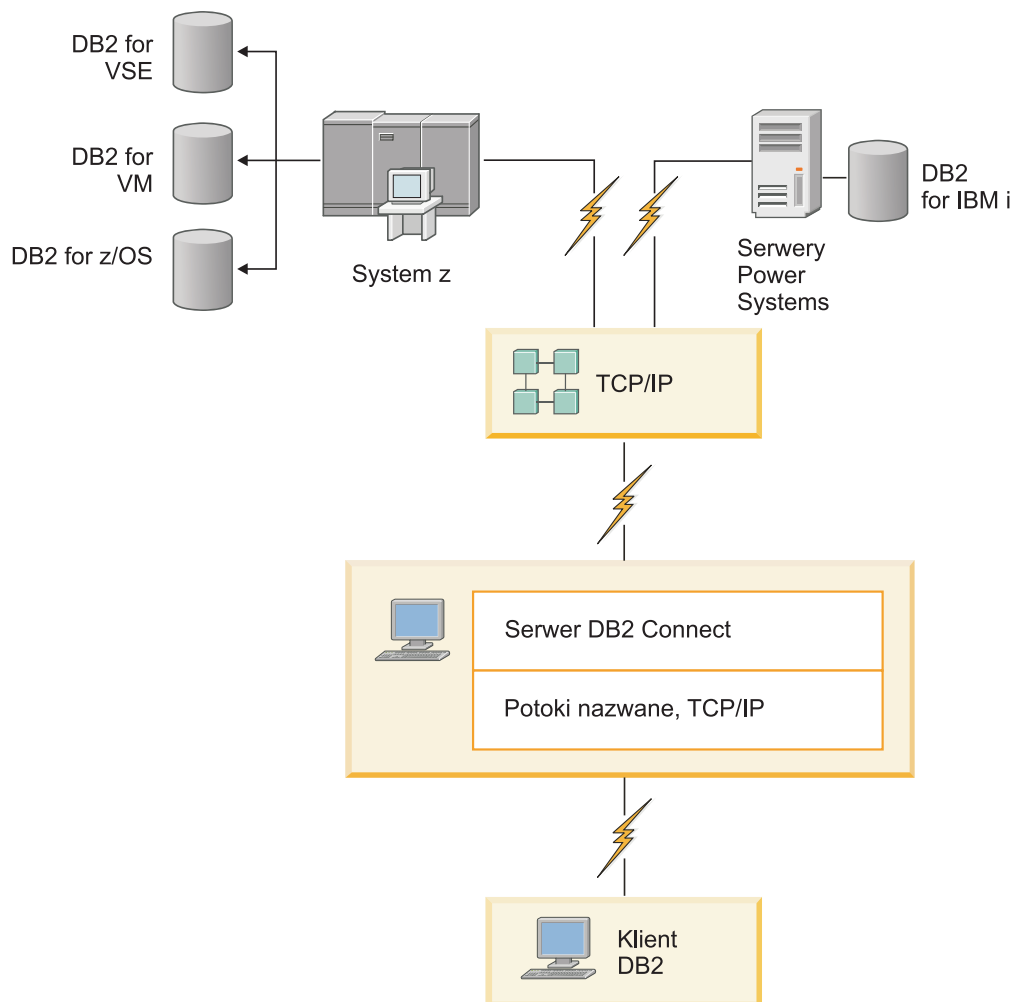 DB2 for
VSE
DB2 for
VM
DB2 for z/OS
System z
DB2
for IBM i
Serwery
Power
Systems
TCP/IP
Serwer DB2 Connect
Potoki nazwane, TCP/IP
Klient
DB2